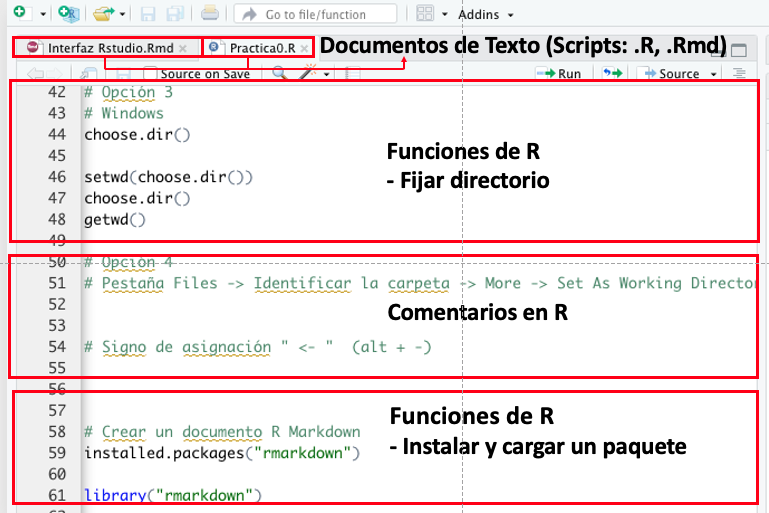 Go to file/function
Addins
Interfaz Rstudio.Rmd
Practica0.R
Documentos de Texto (Scripts: .R, .Rmd)
Source on Save
Run
Source
42 # Opción 3
43 # Windows
44 choose.dir()
45
46 setwd(choose.dir())
47 choose.dir()
48 getwd()
49
Funciones de R
- Fijar directorio
50 # Opción 4
51 # Pestaña Files -> Identificar la carpeta -> More -> Set As Working Director
52
53
54 # Signo de asignación " <- "  (alt + -)
55
Comentarios en R
56
57
58 # Crear un documento R Markdown
59 installed.packages("rmarkdown")
60
61 library("rmarkdown")
Funciones de R
- Instalar y cargar un paquete